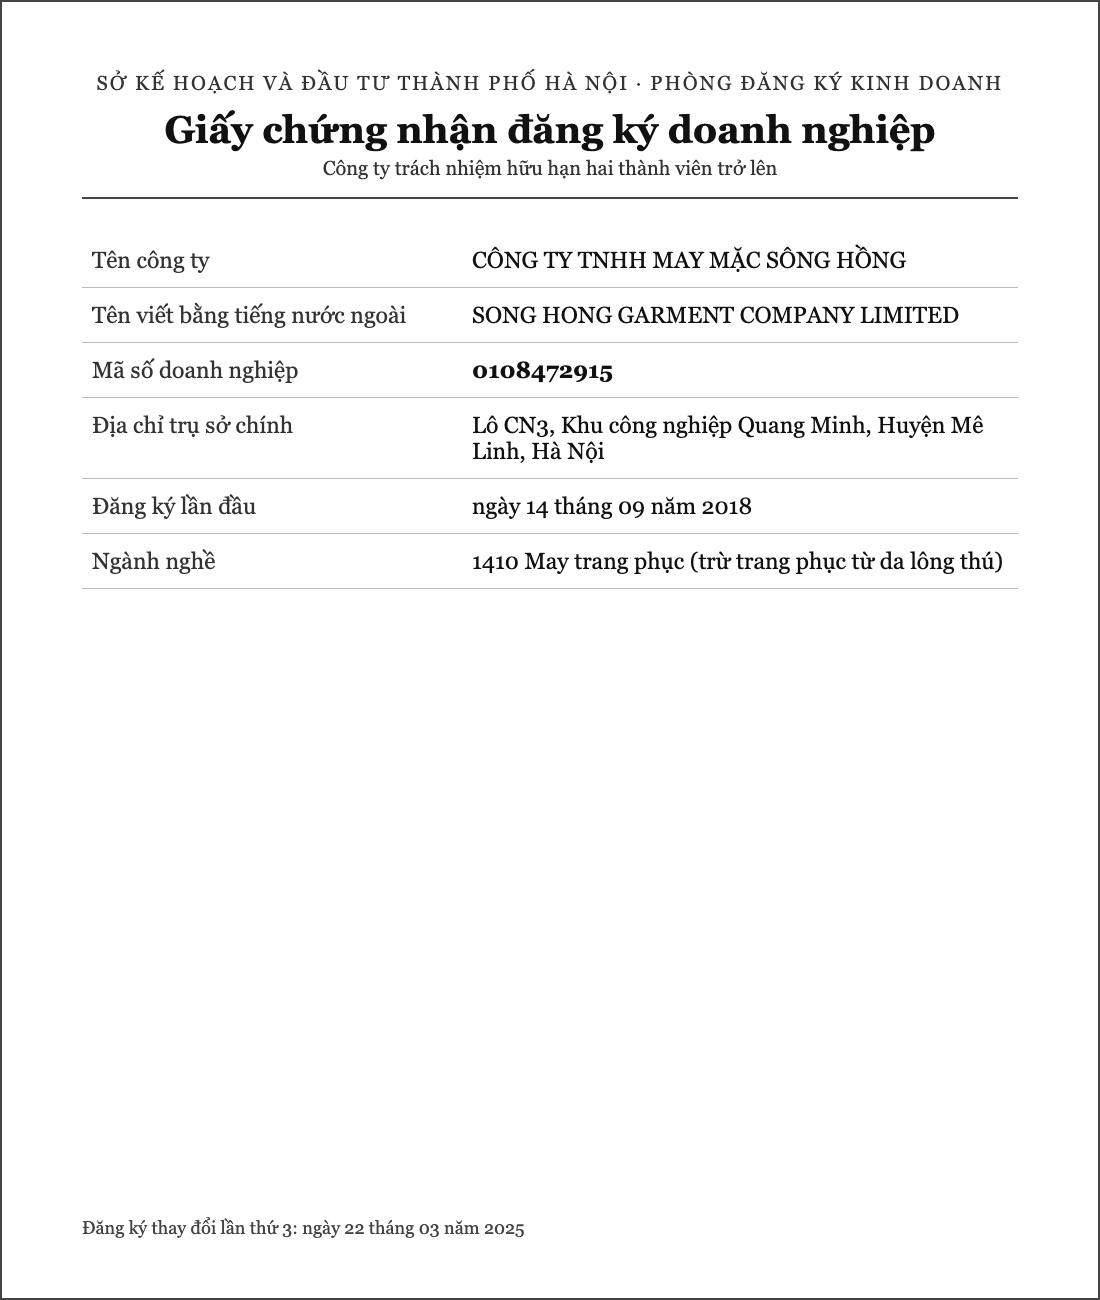 SỞ KẾ HOẠCH VÀ ĐẦU TƯ THÀNH PHỐ HÀ NỘI · PHÒNG ĐĂNG KÝ KINH DOANH
Giấy chứng nhận đăng ký doanh nghiệp
Công ty trách nhiệm hữu hạn hai thành viên trở lên
Tên công ty CÔNG TY TNHH MAY MẶC SÔNG HỒNG
Tên viết bằng tiếng nước ngoài SONG HONG GARMENT COMPANY LIMITED
Mã số doanh nghiệp 0108472915
Địa chỉ trụ sở chính Lô CN3, Khu công nghiệp Quang Minh, Huyện Mê
Linh, Hà Nội
Đăng ký lần đầu ngày 14 tháng 09 năm 2018
Ngành nghề 1410 May trang phục (trừ trang phục từ da lông thú)
Đăng ký thay đổi lần thứ 3: ngày 22 tháng 03 năm 2025